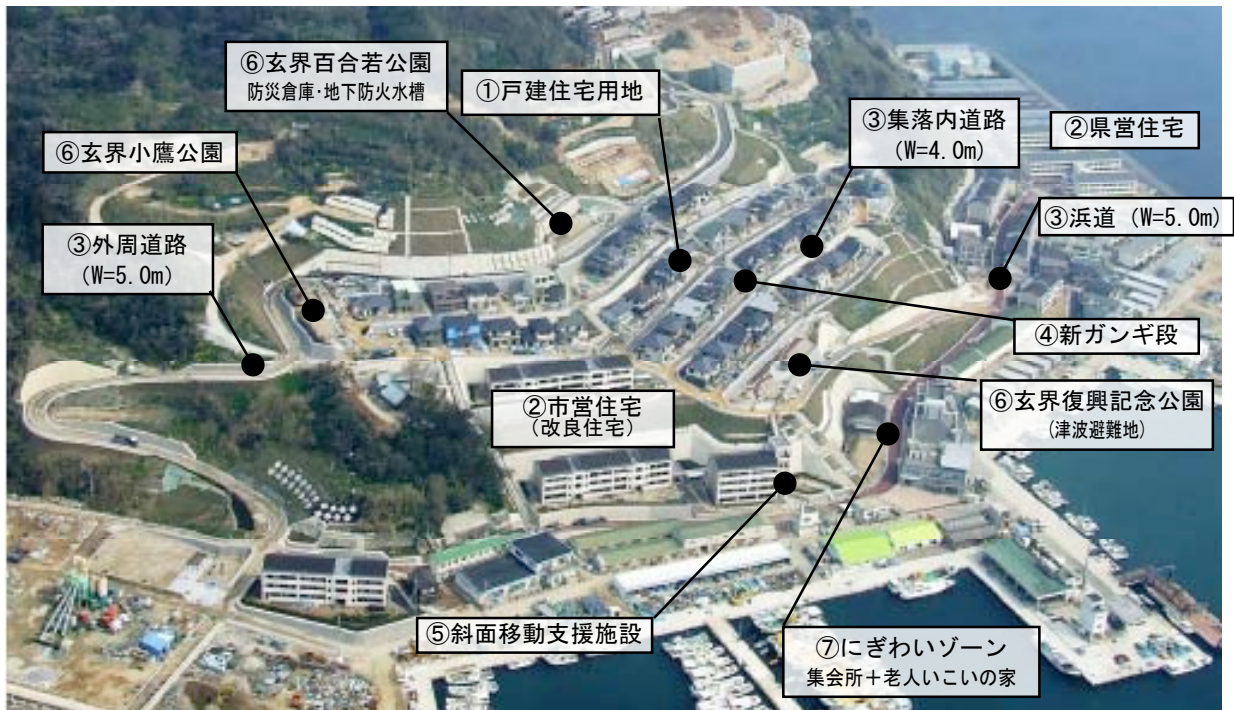 ⑥玄界百合若公園
防災倉庫･地下防火水槽
①戸建住宅用地
③集落内道路
(W=4.0m)
②県営住宅
⑥玄界小鷹公園
③浜道 (W=5.0m)
③外周道路
(W=5.0m)
④新ガンギ段
②市営住宅
(改良住宅)
⑥玄界復興記念公園
(津波避難地)
⑤斜面移動支援施設
⑦にぎわいゾーン
集会所＋老人いこいの家